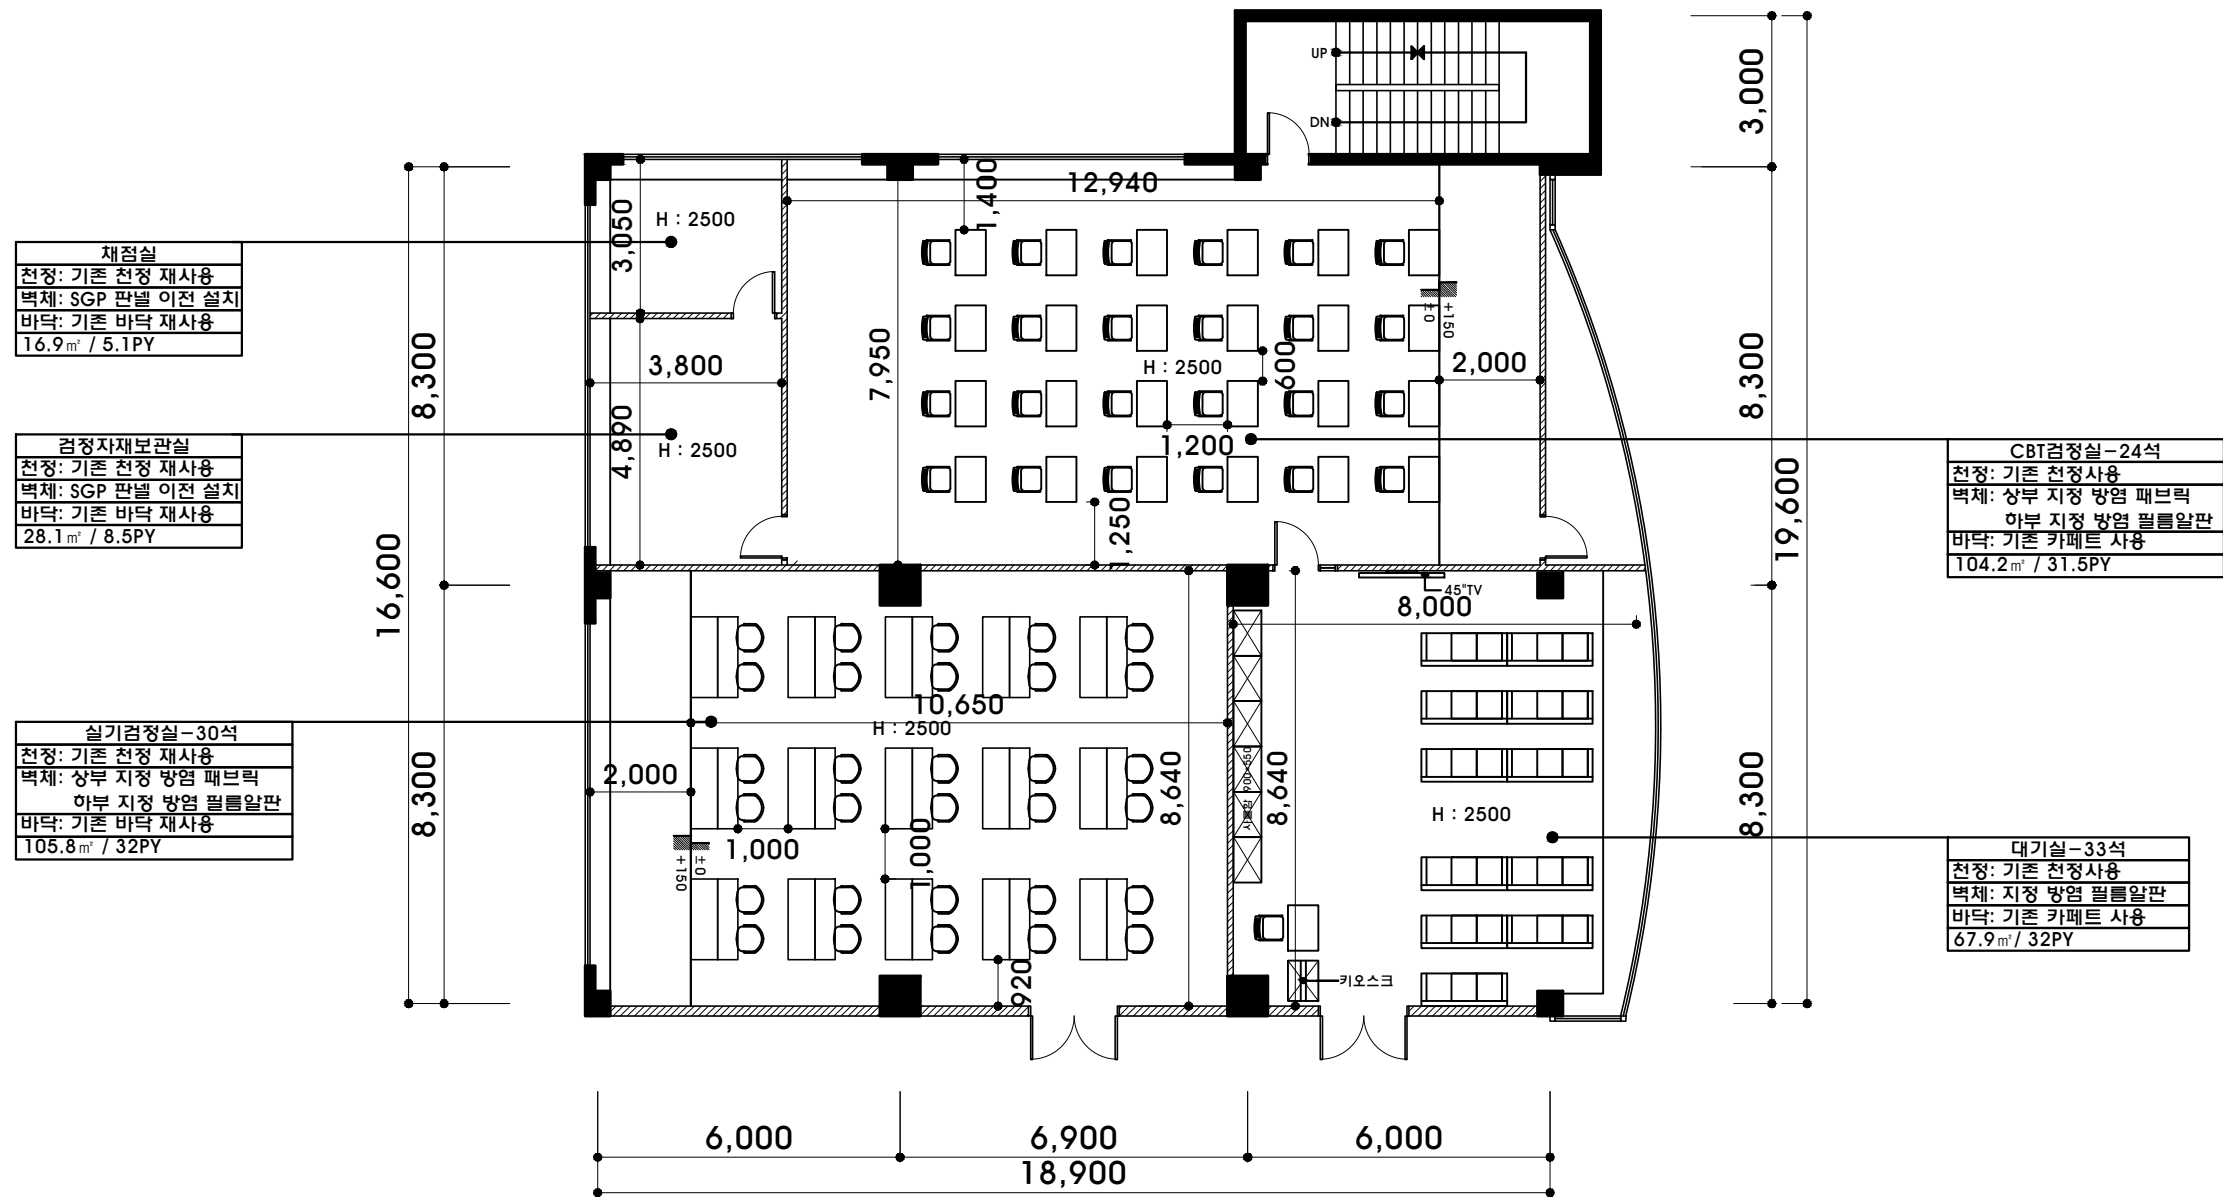 UP
DN
3,000
8,300
19,600
8,300
12,940
1,400
3,050
H : 2500
채점실
천정: 기존 천정 재사용
벽체: SGP 판넬 이전 설치
바닥: 기존 바닥 재사용
16.9㎡ / 5.1PY
8,300
16,600
8,300
3,800
7,950
H : 2500
600
±0
+150
2,000
4,890
H : 2500
1,200
1,250
검정자재보관실
천정: 기존 천정 재사용
벽체: SGP 판넬 이전 설치
바닥: 기존 바닥 재사용
28.1㎡ / 8.5PY
CBT검정실-24석
천정: 기존 천정사용
벽체: 상부 지정 방염 패브릭
하부 지정 방염 필름알판
바닥: 기존 카페트 사용
104.2㎡ / 31.5PY
45"TV
8,000
10,650
H : 2500
실기검정실-30석
천정: 기존 천정 재사용
벽체: 상부 지정 방염 패브릭
하부 지정 방염 필름알판
바닥: 기존 바닥 재사용
105.8㎡ / 32PY
2,000
8,640
8,640
H : 2500
1,000
1,000
+150
±0
920
키오스크
대기실-33석
천정: 기존 천정사용
벽체: 지정 방염 필름알판
바닥: 기존 카페트 사용
67.9㎡/ 32PY
6,000
6,900
6,000
18,900